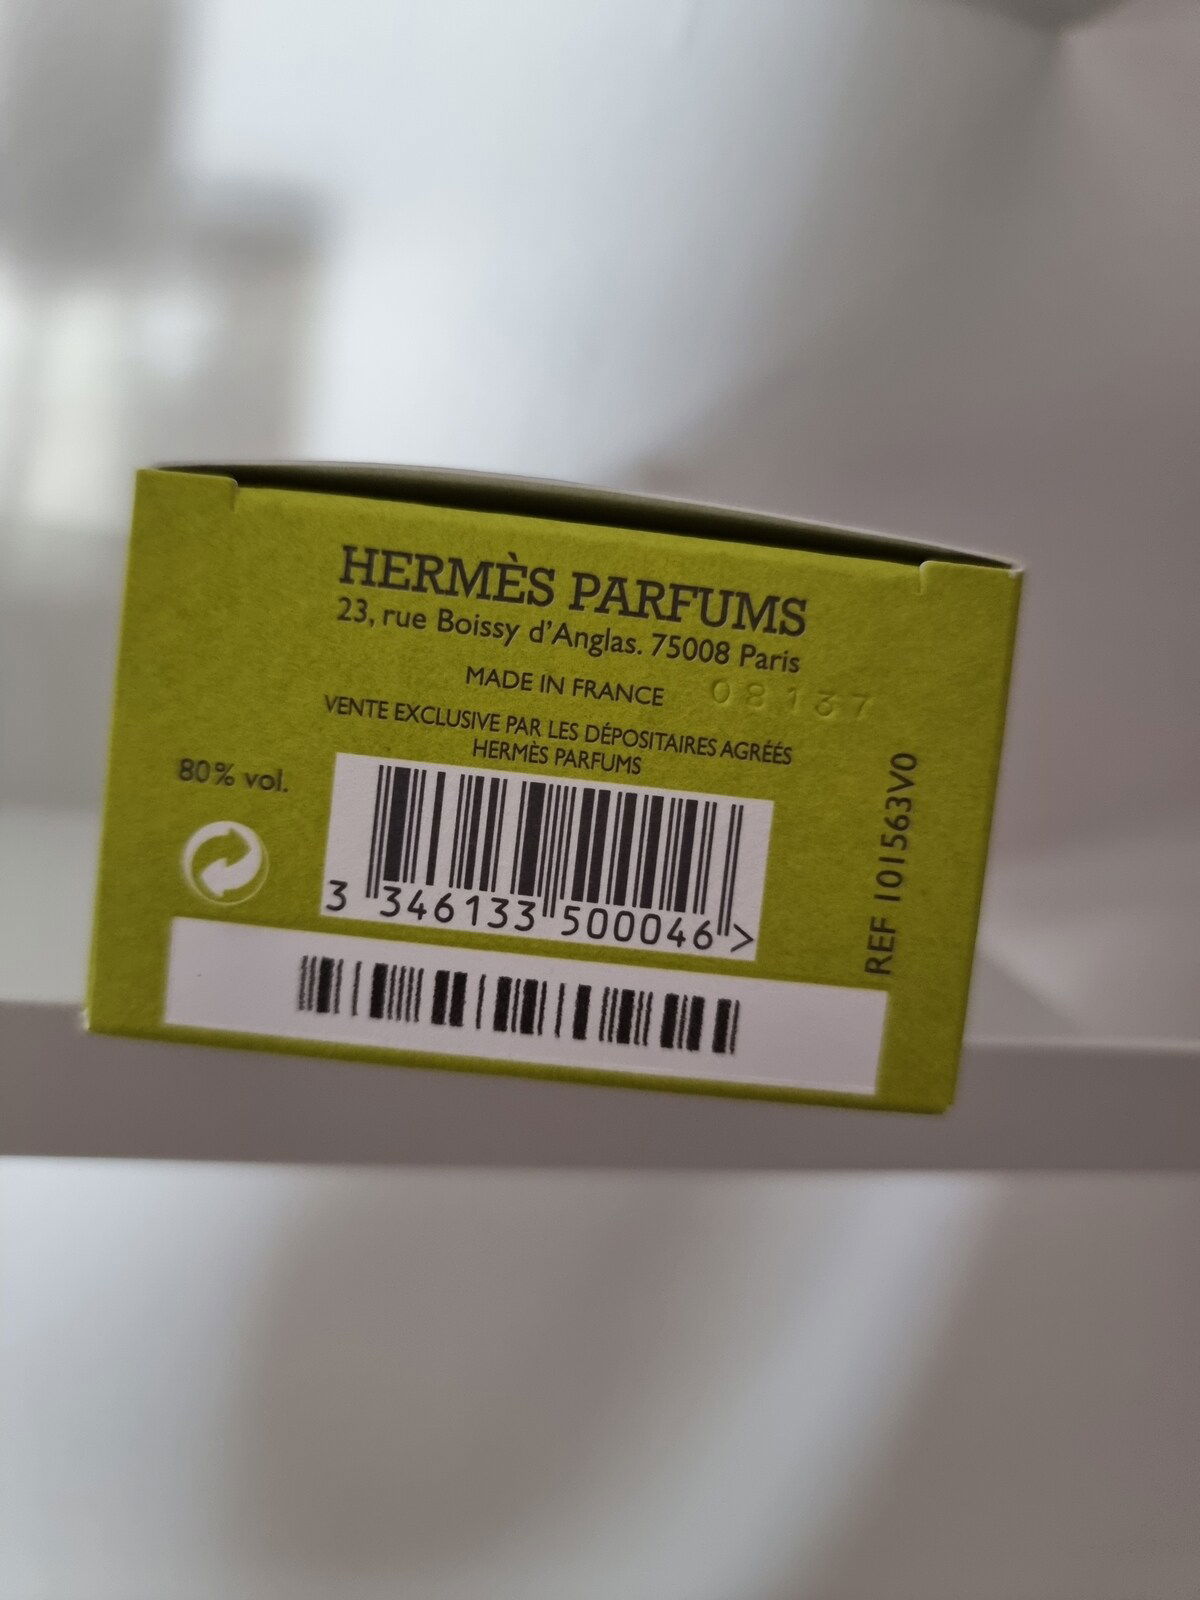 HERMÈS PARFUMS
23, rue Boissy d'Anglas. 75008 Paris
MADE IN FRANCE
08137
VENTE EXCLUSIVE PAR LES DÉPOSITAIRES AGRÉÉS
HERMÈS PARFUMS
80% vol.
3 346133 500046 >
REF 101563V0